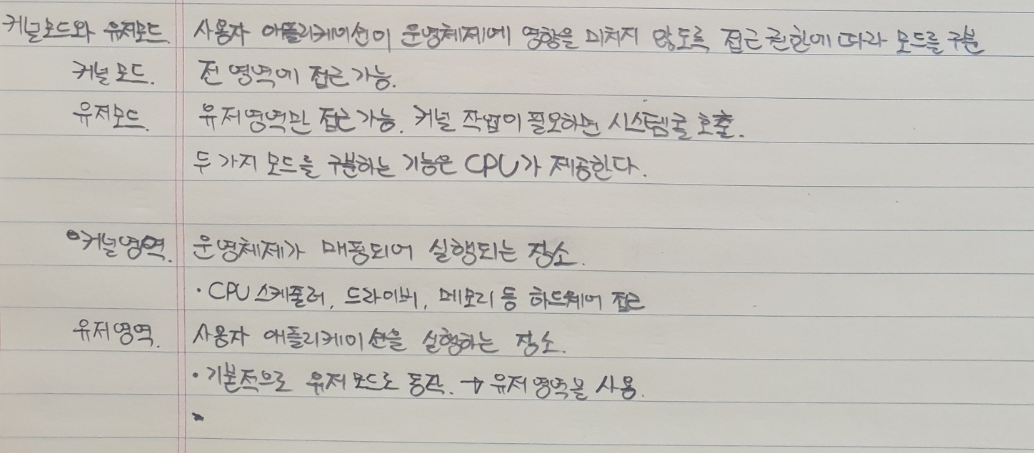 커널모드와 유저모드. 사용자 애플리케이션이 운영체제에 영향을 미치지 않도록 접근 권한에 따라 모드를 구분
커널 모드. 전 영역에 접근 가능.
유저모드. 유저영역만 접근가능. 커널 작업이 필요하면 시스템콜 호출.
두 가지 모드를 구분하는 기능은 CPU가 제공한다.
•커널영역. 운영체제가 매핑되어 실행되는 장소.
· CPU 스케줄러, 드라이버, 메모리 등 하드웨어 접근
유저영역. 사용자 애플리케이션을 실행하는 장소.
· 기본적으로 유저 모드로 동작. → 유저 영역을 사용.